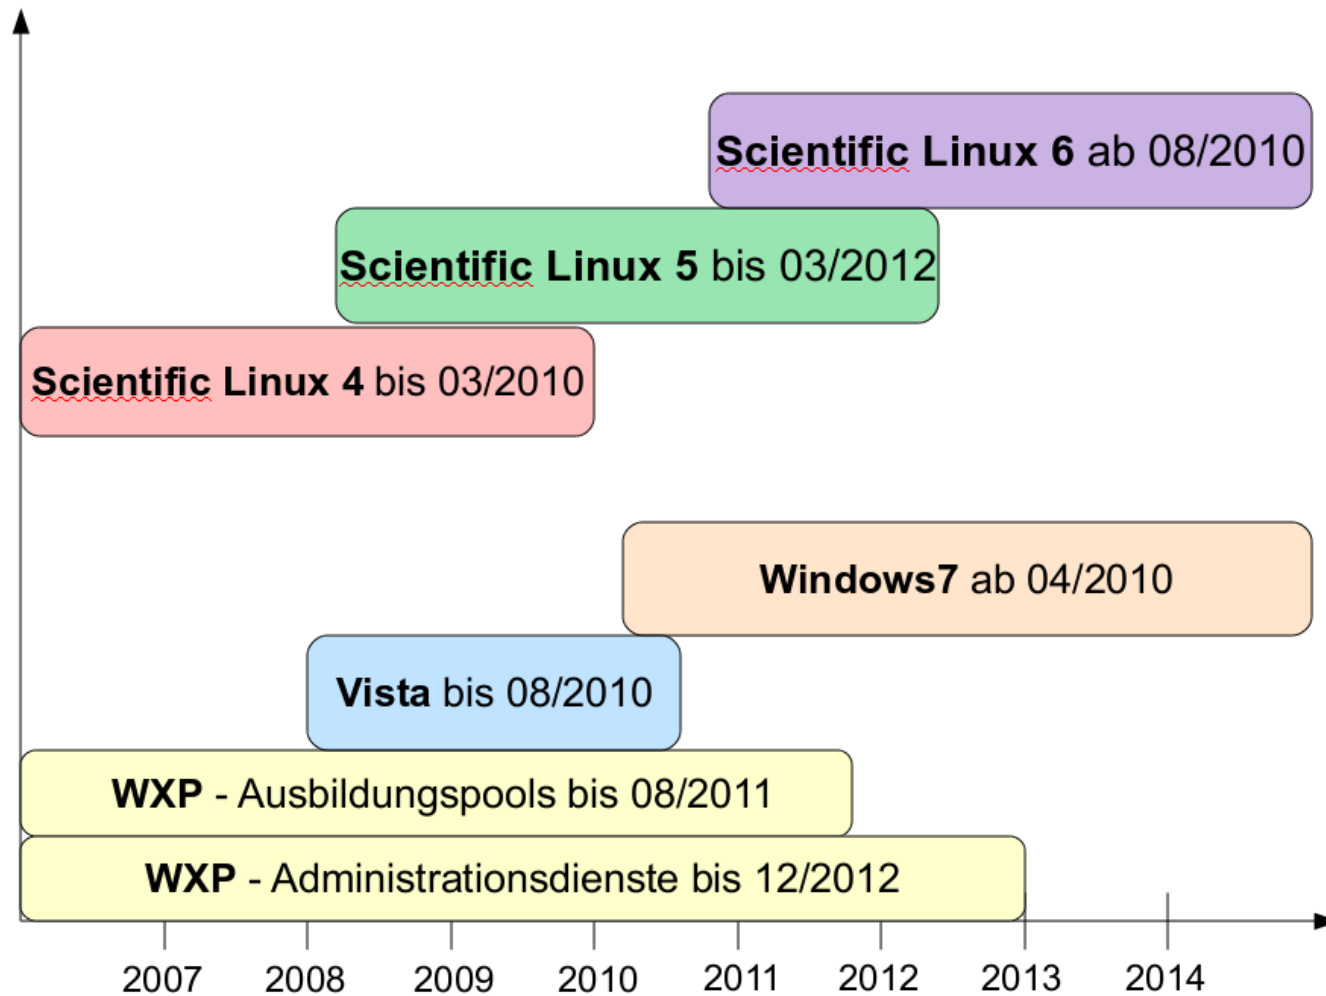 Scientific Linux 6 ab 08/2010
Scientific Linux 5 bis 03/2012
Scientific Linux 4 bis 03/2010
Windows7 ab 04/2010
Vista bis 08/2010
WXP - Ausbildungspools bis 08/2011
WXP - Administrationsdienste bis 12/2012
2007 2008 2009 2010 2011 2012 2013 2014